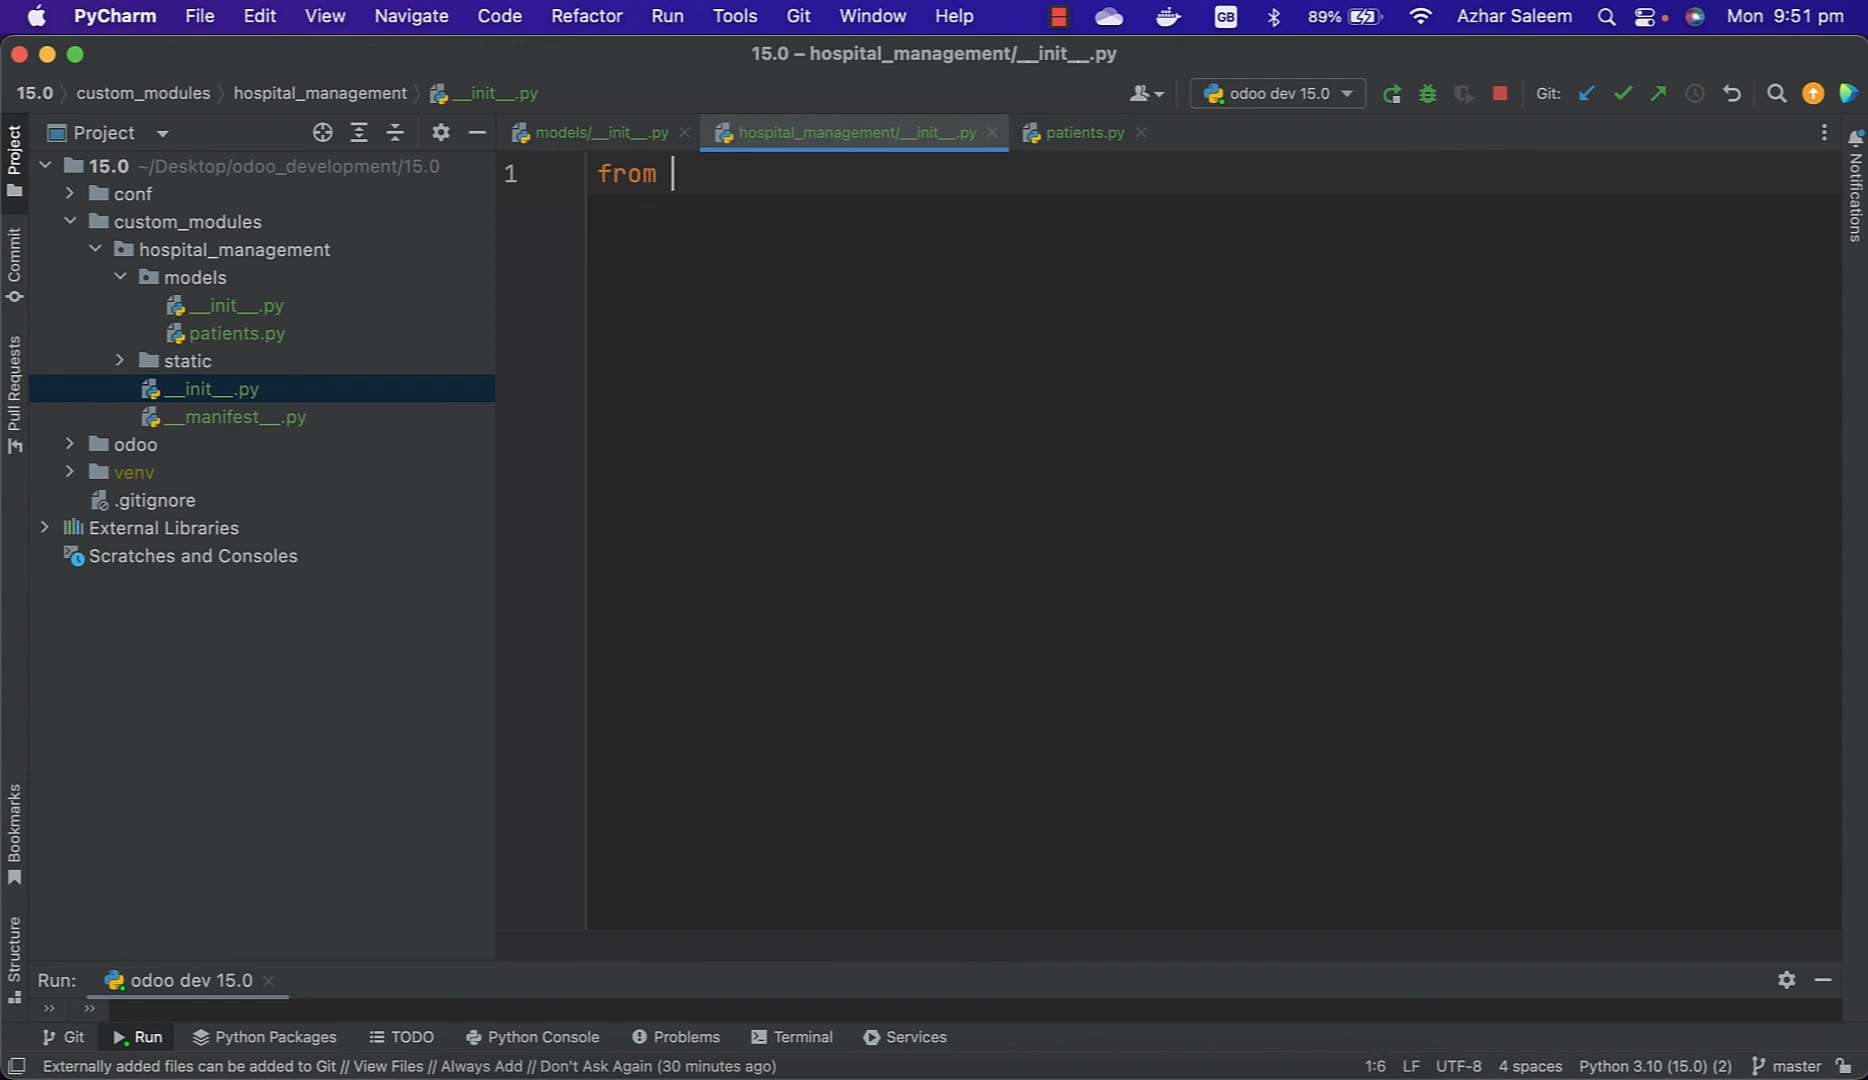 PyCharm File Edit View Navigate Code Refactor Run Tools Git Window Help GB 89% Azhar Saleem Mon 9:51 pm
15.0 – hospital_management/__init__.py
15.0 custom_modules hospital_management __init__.py odoo dev 15.0 Git:
Project models/__init__.py hospital_management/__init__.py patients.py
15.0 ~/Desktop/odoo_development/15.0
1 from
conf
custom_modules
hospital_management
models
__init__.py
patients.py
static
__init__.py
__manifest__.py
odoo
venv
.gitignore
External Libraries
Scratches and Consoles
Project
Commit
Pull Requests
Bookmarks
Structure
Notifications
Run: odoo dev 15.0
» »
Git Run Python Packages TODO Python Console Problems Terminal Services
Externally added files can be added to Git // View Files // Always Add // Don't Ask Again (30 minutes ago) 1:6 LF UTF-8 4 spaces Python 3.10 (15.0) (2) master